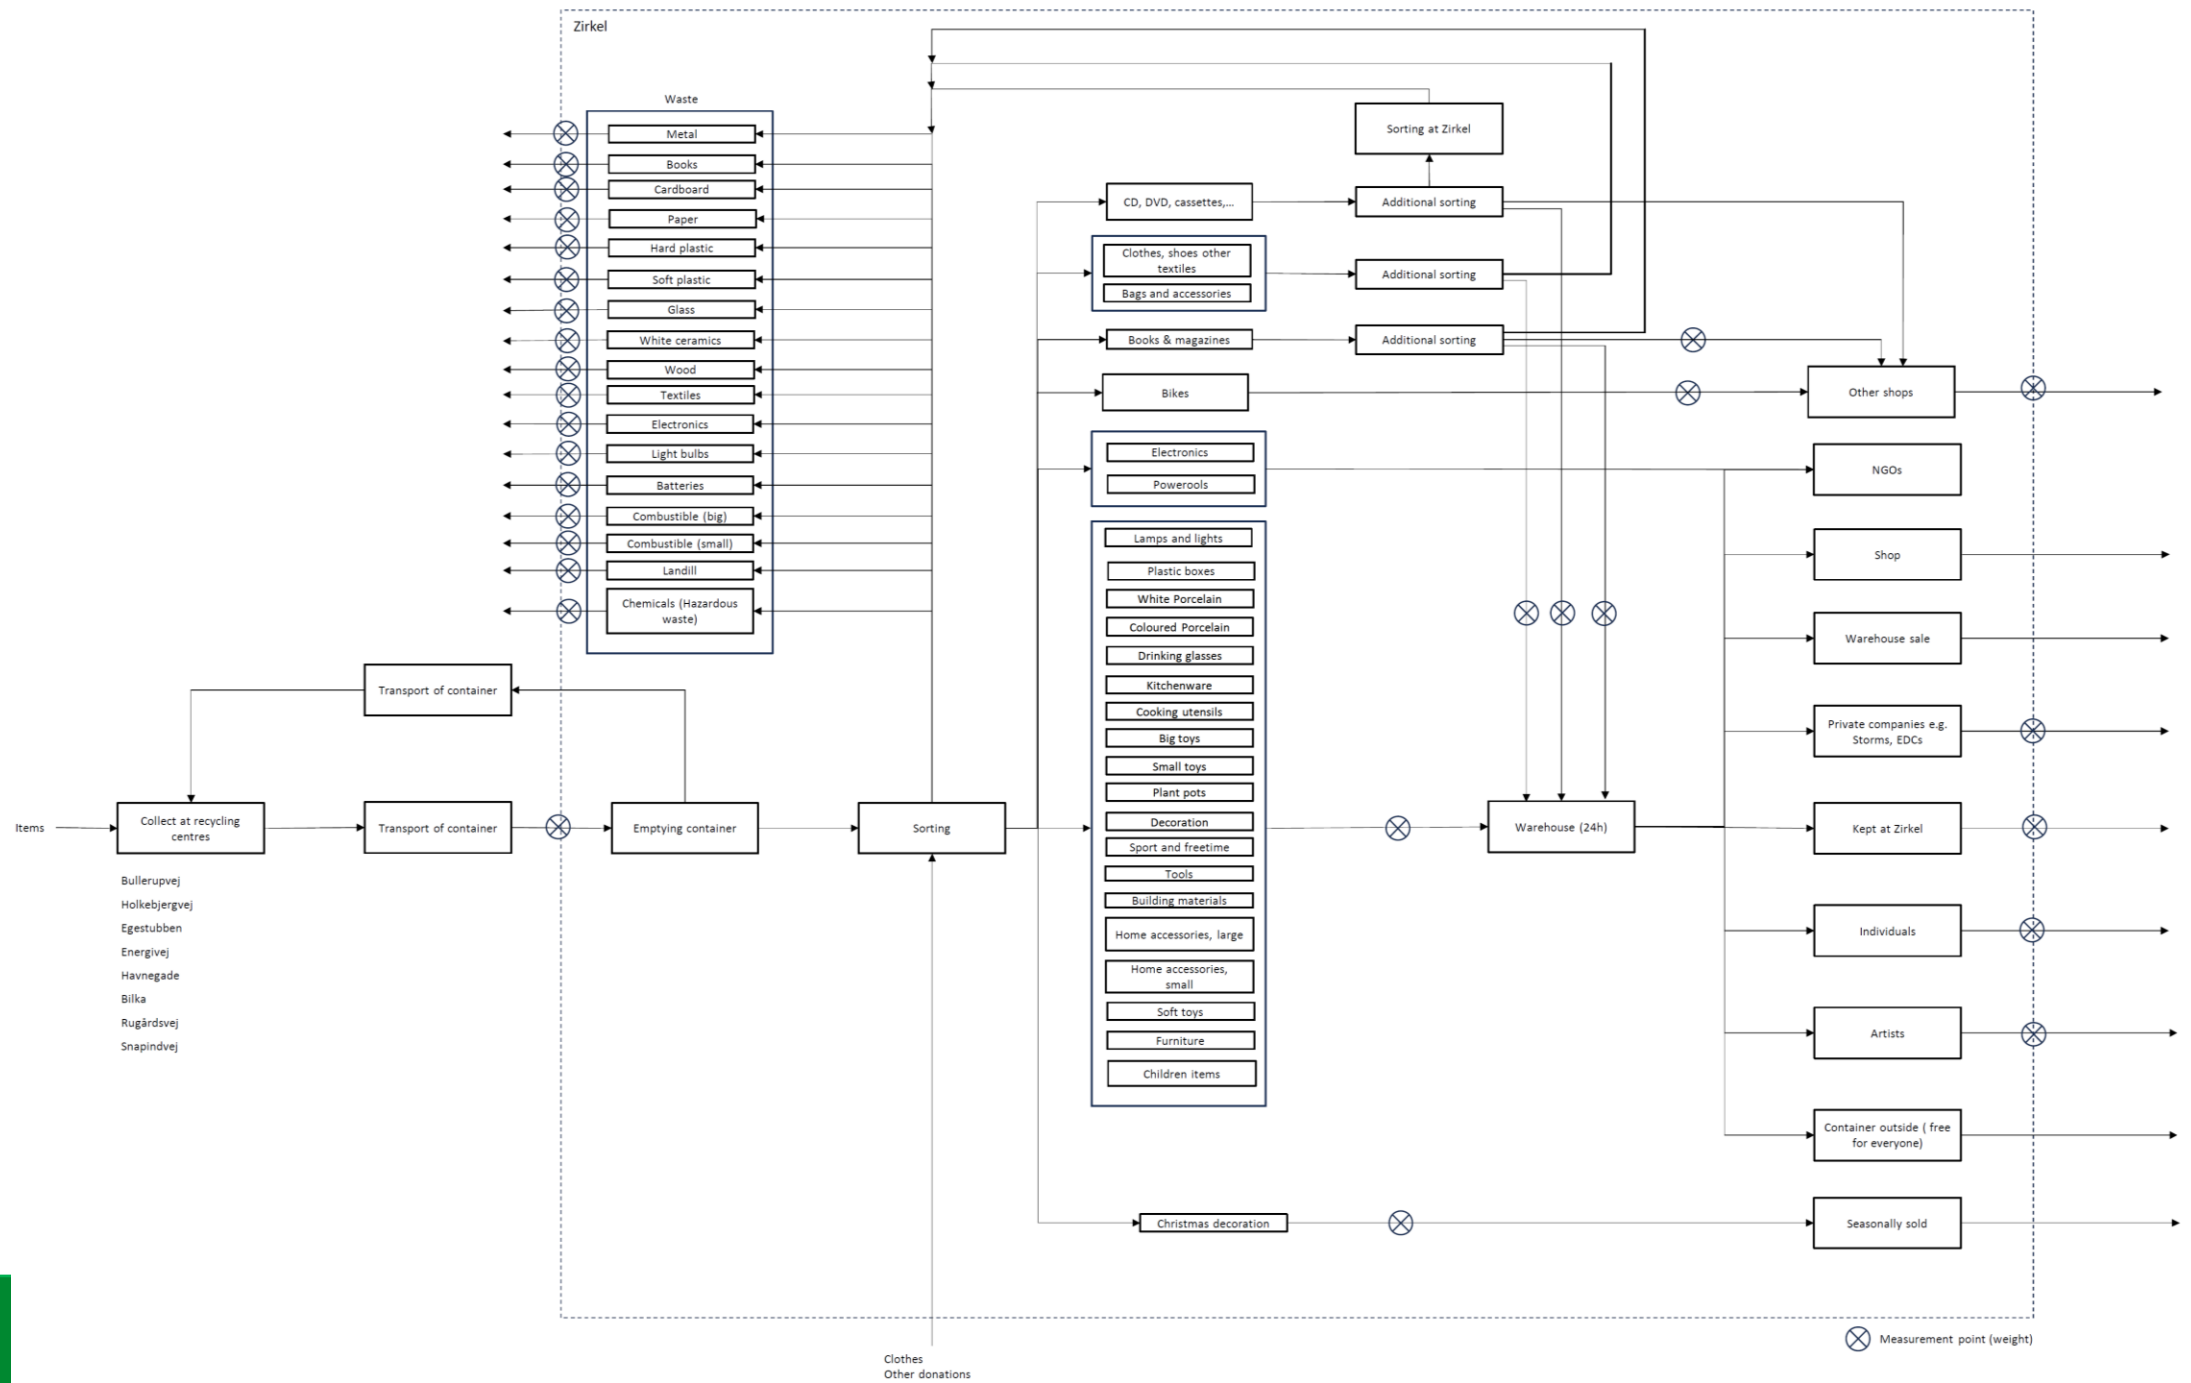 Zirkel
Waste
Metal
Books
Cardboard
Paper
Hard plastic
Soft plastic
Glass
White ceramics
Wood
Textiles
Electronics
Light bulbs
Batteries
Combustible (big)
Combustible (small)
Landill
Chemicals (Hazardous
waste)
Transport of container
Items
Collect at recycling
centres
Transport of container
Emptying container
Sorting
Bullerupvej
Holkebjergvej
Egestubben
Energivej
Havnegade
Bilka
Rugårdsvej
Snapindvej
Clothes
Other donations
Sorting at Zirkel
CD, DVD, cassettes,...
Additional sorting
Clothes, shoes other
textiles
Bags and accessories
Additional sorting
Books & magazines
Additional sorting
Bikes
Electronics
Powerools
Lamps and lights
Plastic boxes
White Porcelain
Coloured Porcelain
Drinking glasses
Kitchenware
Cooking utensils
Big toys
Small toys
Plant pots
Decoration
Sport and freetime
Tools
Building materials
Home accessories, large
Home accessories,
small
Soft toys
Furniture
Children items
Christmas decoration
Warehouse (24h)
Other shops
NGOs
Shop
Warehouse sale
Private companies e.g.
Storms, EDCs
Kept at Zirkel
Individuals
Artists
Container outside ( free
for everyone)
Seasonally sold
Measurement point (weight)